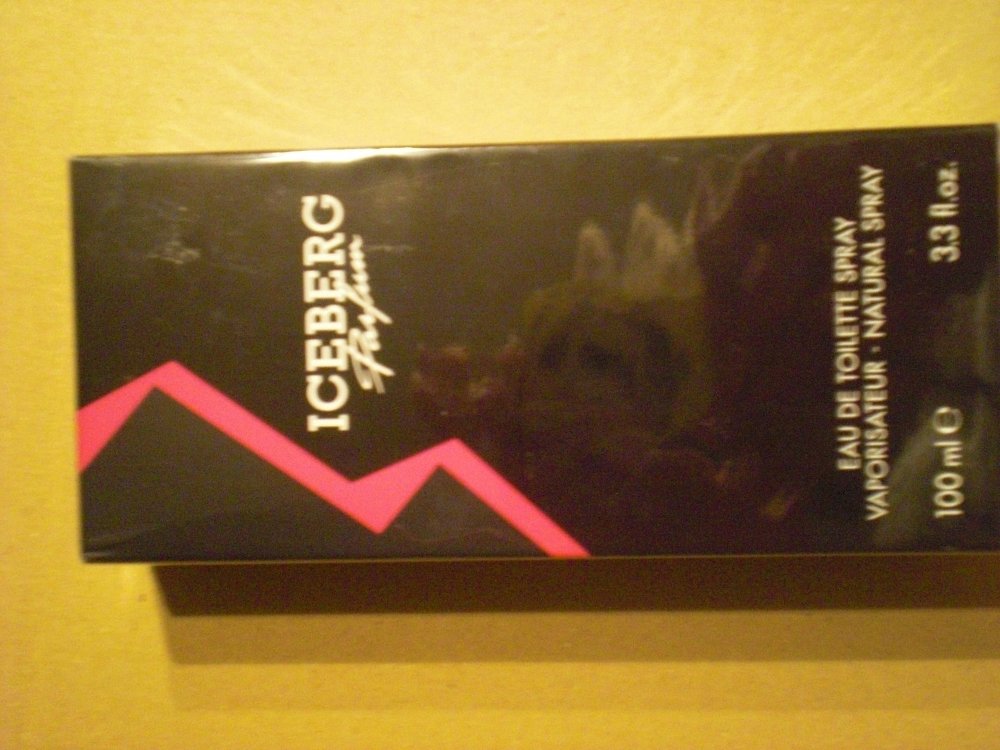 ICEBERG
Parfum
EAU DE TOILETTE SPRAY
VAPORISATEUR · NATURAL SPRAY
100 ml ℮ 3.3 fl.oz.